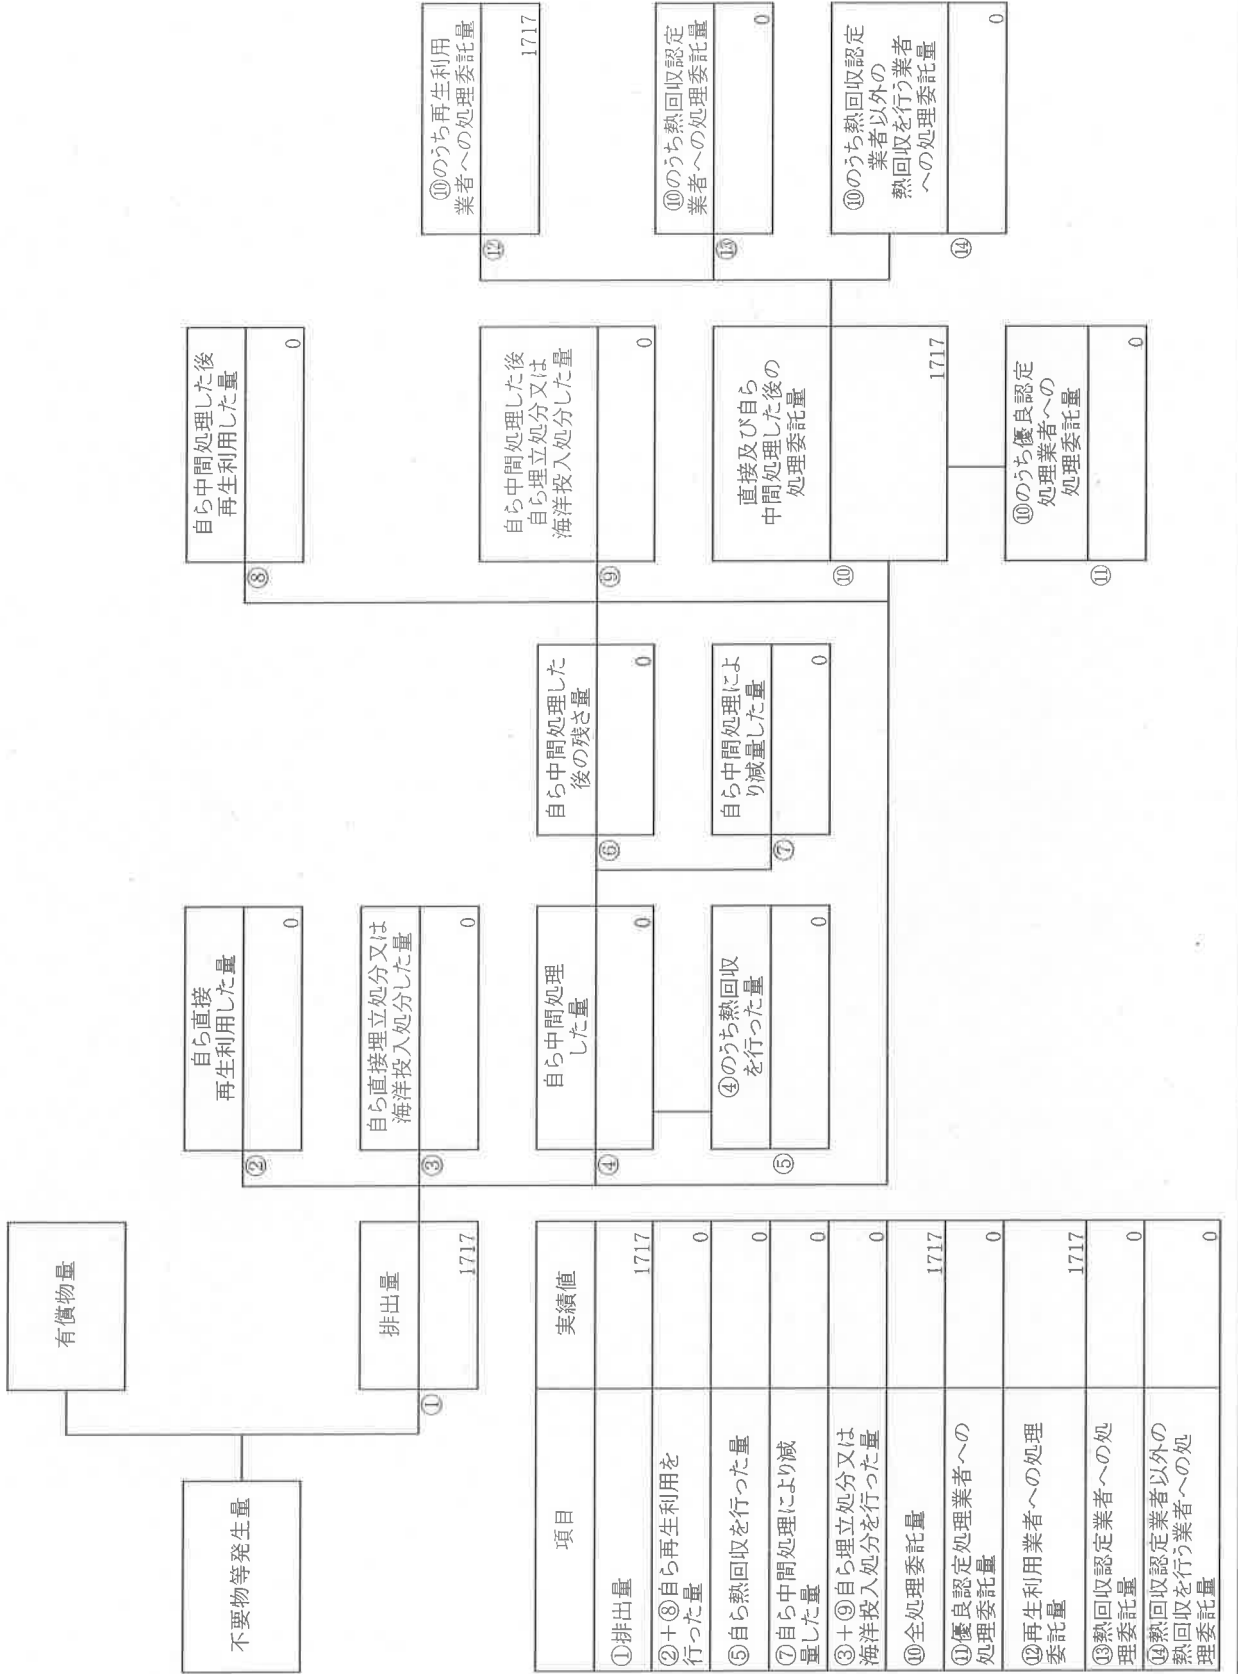 不要物等発生量
有償物量
①
排出量
1717
②
自ら直接
再生利用した量
0
③
自ら直接埋立処分又は
海洋投入処分した量
0
④
自ら中間処理
した量
0
⑤
④のうち熱回収
を行った量
0
⑥
自ら中間処理した
後の残さ量
0
⑦
自ら中間処理によ
り減量した量
0
⑧
自ら中間処理した後
再生利用した量
0
⑨
自ら中間処理した後
自ら埋立処分又は
海洋投入処分した量
0
⑩
直接及び自ら
中間処理した後の
処理委託量
1717
⑪
⑩のうち優良認定
処理業者への
処理委託量
0
⑫
⑩のうち再生利用
業者への処理委託量
1717
⑬
⑩のうち熱回収認定
業者への処理委託量
0
⑭
⑩のうち熱回収認定
業者以外の
熱回収を行う業者
への処理委託量
0
項目
実績値
①排出量
1717
②+⑧自ら再生利用を
行った量
0
⑤自ら熱回収を行った量
0
⑦自ら中間処理により減
量した量
0
③+⑨自ら埋立処分又は
海洋投入処分を行った量
0
⑩全処理委託量
1717
⑪優良認定処理業者への
処理委託量
0
⑫再生利用業者への処理
委託量
1717
⑬熱回収認定業者への処
理委託量
0
⑭熱回収認定業者以外の
熱回収を行う業者への処
理委託量
0